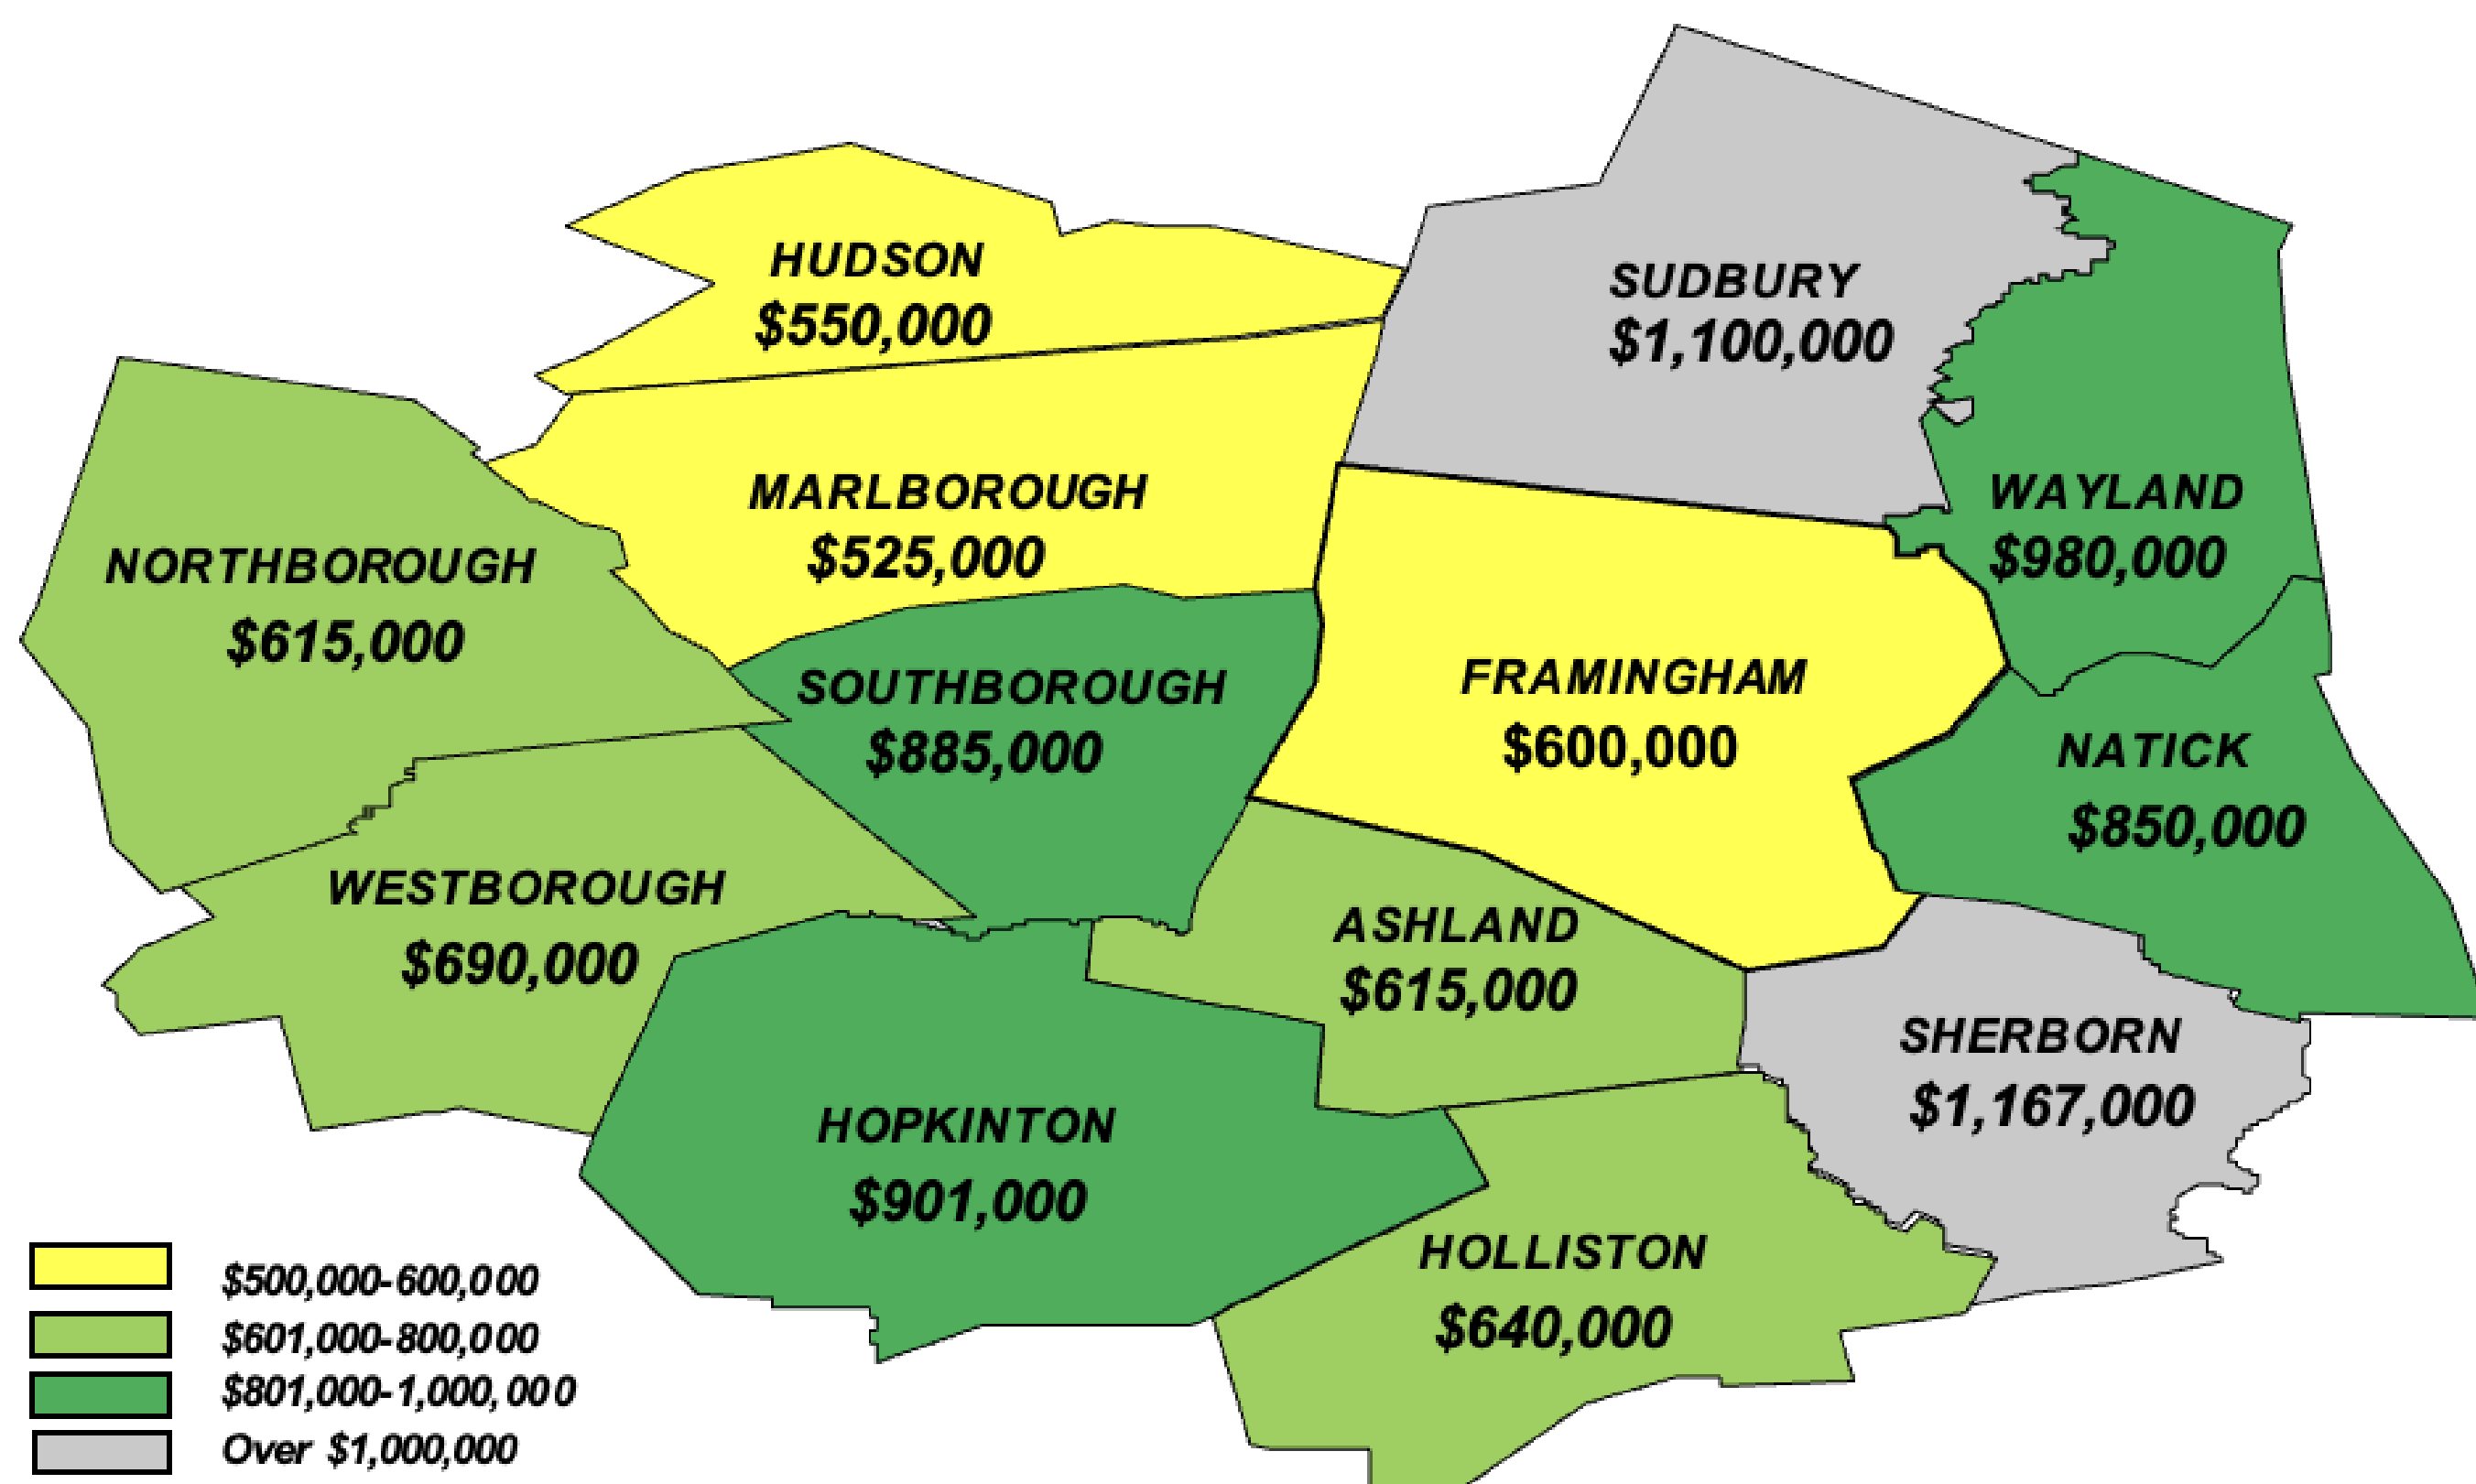 HUDSON
$550,000
SUDBURY
$1,100,000
MARLBOROUGH
$525,000
WAYLAND
$980,000
NORTHBOROUGH
$615,000
SOUTHBOROUGH
$885,000
FRAMINGHAM
$600,000
NATICK
$850,000
WESTBOROUGH
$690,000
ASHLAND
$615,000
SHERBORN
$1,167,000
HOPKINTON
$901,000
HOLLISTON
$640,000
$500,000-600,000
$601,000-800,000
$801,000-1,000,000
Over $1,000,000